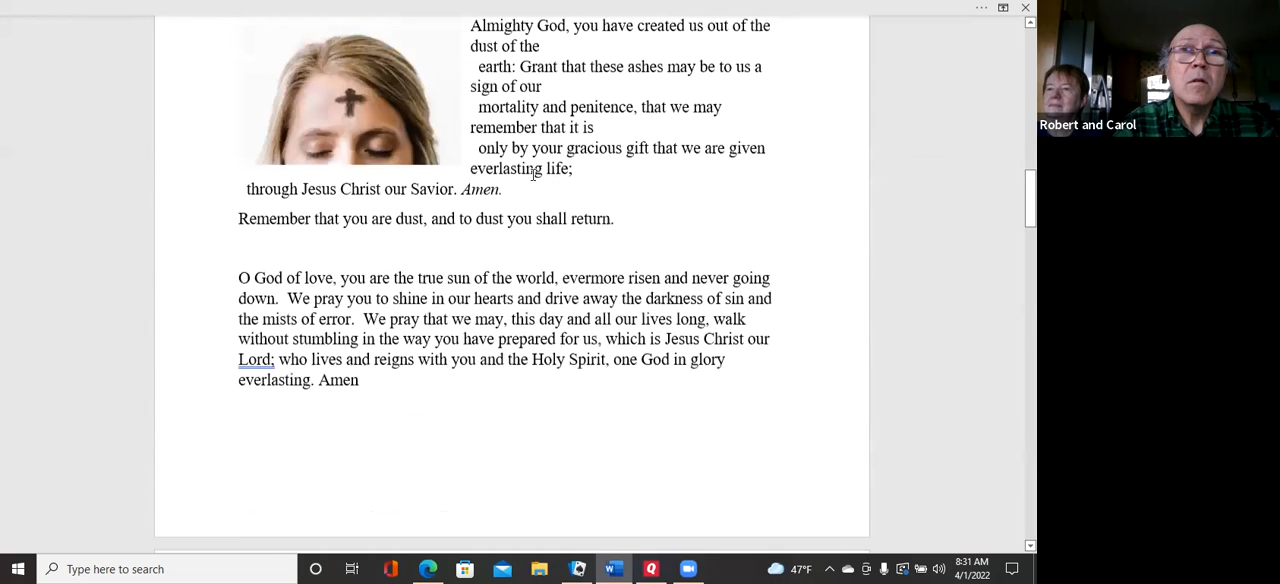 Almighty God, you have created us out of the
dust of the
earth: Grant that these ashes may be to us a
sign of our
mortality and penitence, that we may
remember that it is
only by your gracious gift that we are given
everlasting life;
through Jesus Christ our Savior. Amen.
Remember that you are dust, and to dust you shall return.
O God of love, you are the true sun of the world, evermore risen and never going
down.  We pray you to shine in our hearts and drive away the darkness of sin and
the mists of error.  We pray that we may, this day and all our lives long, walk
without stumbling in the way you have prepared for us, which is Jesus Christ our
Lord; who lives and reigns with you and the Holy Spirit, one God in glory
everlasting. Amen
Robert and Carol
Type here to search
47°F
8:31 AM
4/1/2022